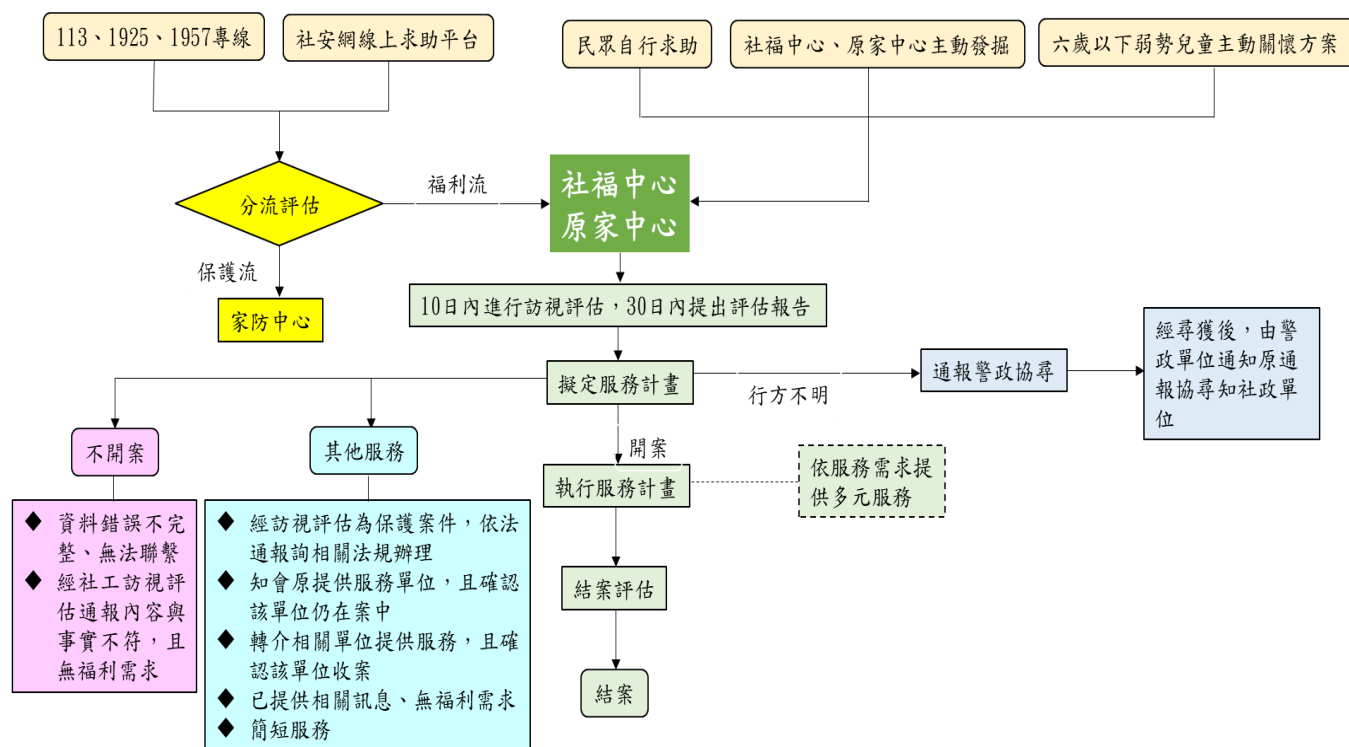 113、1925、1957專線
社安網線上求助平台
民眾自行求助
社福中心、原家中心主動發掘
六歲以下弱勢兒童主動關懷方案
分流評估
福利流
社福中心
原家中心
保護流
家防中心
10日內進行訪視評估，30日內提出評估報告
擬定服務計畫
行方不明
通報警政協尋
經尋獲後，由警
政單位通知原通
報協尋知社政單
位
不開案
其他服務
開案
執行服務計畫
依服務需求提
供多元服務
◆ 資料錯誤不完
整、無法聯繫
◆ 經社工訪視評
估通報內容與
事實不符，且
無福利需求
◆ 經訪視評估為保護案件，依法
通報詢相關法規辦理
◆ 知會原提供服務單位，且確認
該單位仍在案中
◆ 轉介相關單位提供服務，且確
認該單位收案
◆ 已提供相關訊息、無福利需求
◆ 簡短服務
結案評估
結案